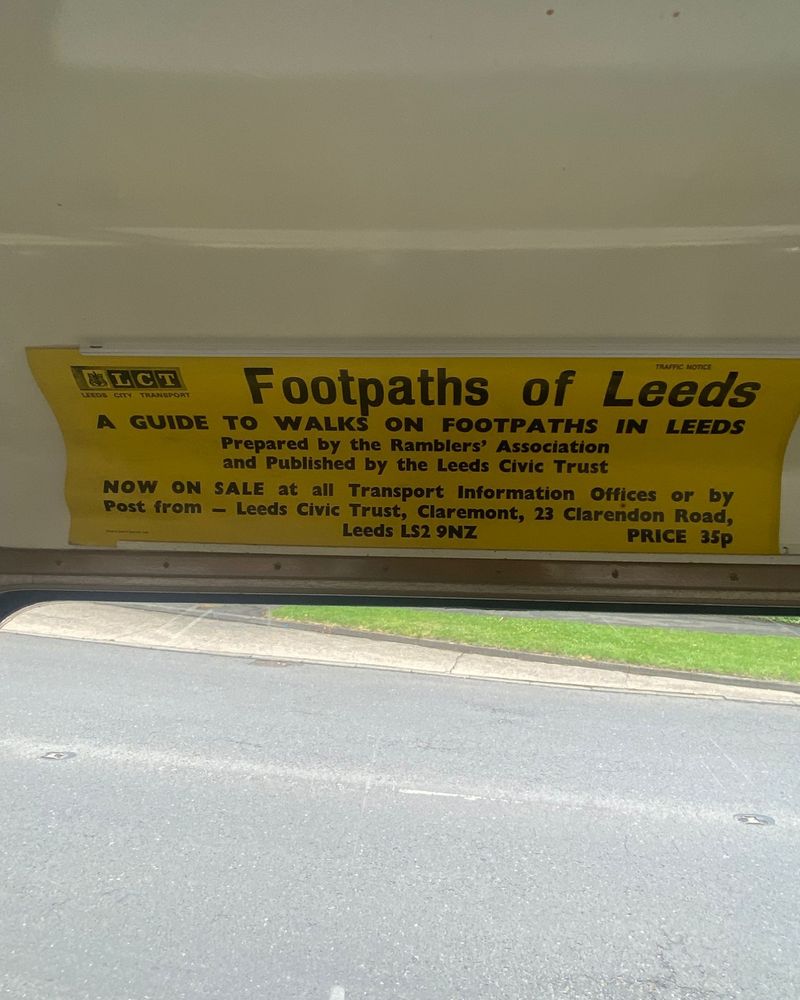 TRAFFIC NOTICE
LCT
LEEDS CITY TRANSPORT
Footpaths of Leeds
A GUIDE TO WALKS ON FOOTPATHS IN LEEDS
Prepared by the Ramblers' Association
and Published by the Leeds Civic Trust
NOW ON SALE at all Transport Information Offices or by
Post from — Leeds Civic Trust, Claremont, 23 Clarendon Road,
Leeds LS2 9NZ PRICE 35p